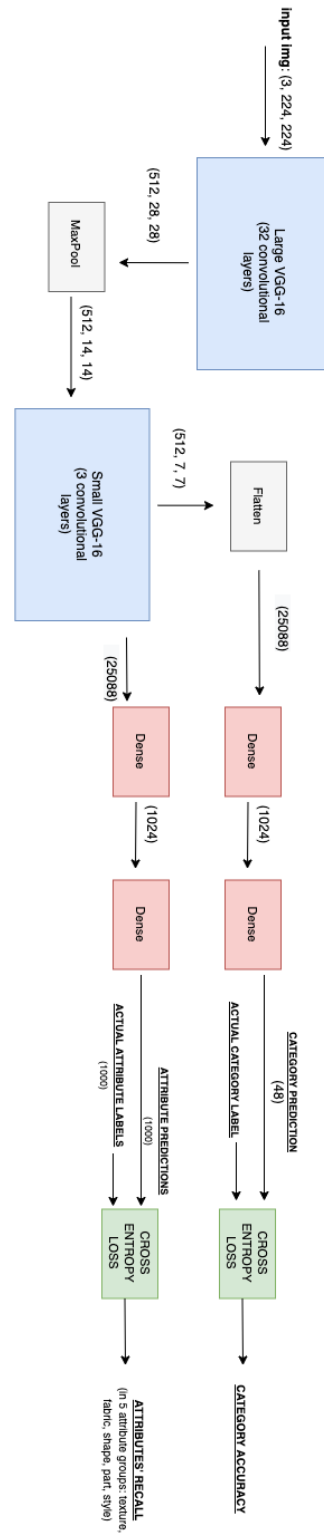 input img: (3, 224, 224)
Large VGG-16
(32 convolutional
layers)
(512, 28, 28)
MaxPool
(512, 14, 14)
Small VGG-16
(3 convolutional
layers)
(512, 7, 7)
Flatten
(25088)
Dense
(1024)
Dense
CATEGORY PREDICTION
(48)
ACTUAL CATEGORY LABEL
CROSS
ENTROPY
LOSS
CATEGORY ACCURACY
(25088)
Dense
(1024)
Dense
ATTRIBUTE PREDICTIONS
(1000)
ACTUAL ATTRIBUTE LABELS
(1000)
CROSS
ENTROPY
LOSS
ATTRIBUTES' RECALL
(in 5 attribute groups: texture,
fabric, shape, part, style)